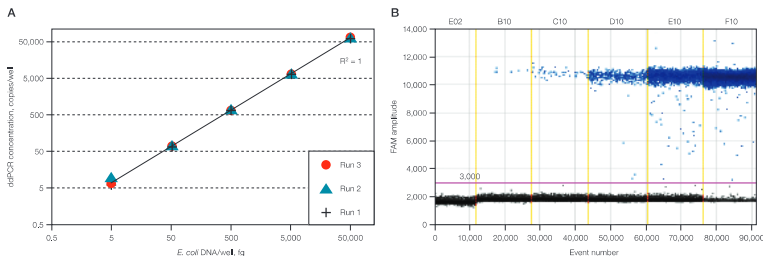 A
ddPCR concentration, copies/well
50,000
5,000
500
50
5
0.5
R² = 1
Run 3
Run 2
Run 1
0.5
5
50
500
5,000
50,000
E. coli DNA/well, fg
B
E02 B10 C10 D10 E10 F10
FAM amplitude
14,000
12,000
10,000
8,000
6,000
4,000
2,000
0
3,000
0 10,000 20,000 30,000 40,000 50,000 60,000 70,000 80,000 90,000
Event number